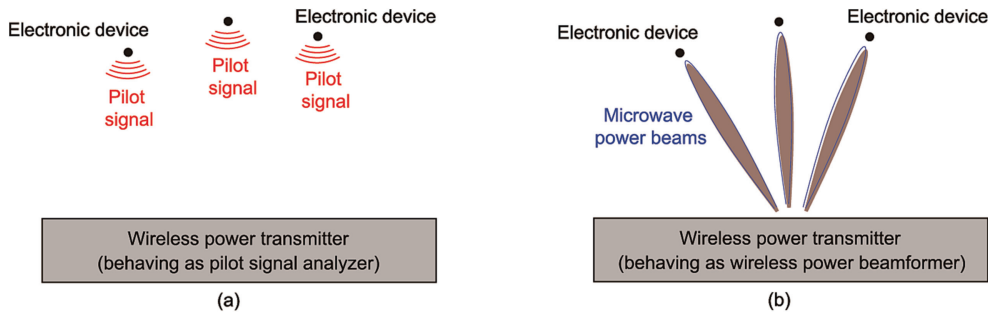 Electronic device
Electronic device
Pilot
signal
Pilot
signal
Pilot
signal
Wireless power transmitter
(behaving as pilot signal analyzer)
(a)
Electronic device
Electronic device
Microwave
power beams
Wireless power transmitter
(behaving as wireless power beamformer)
(b)